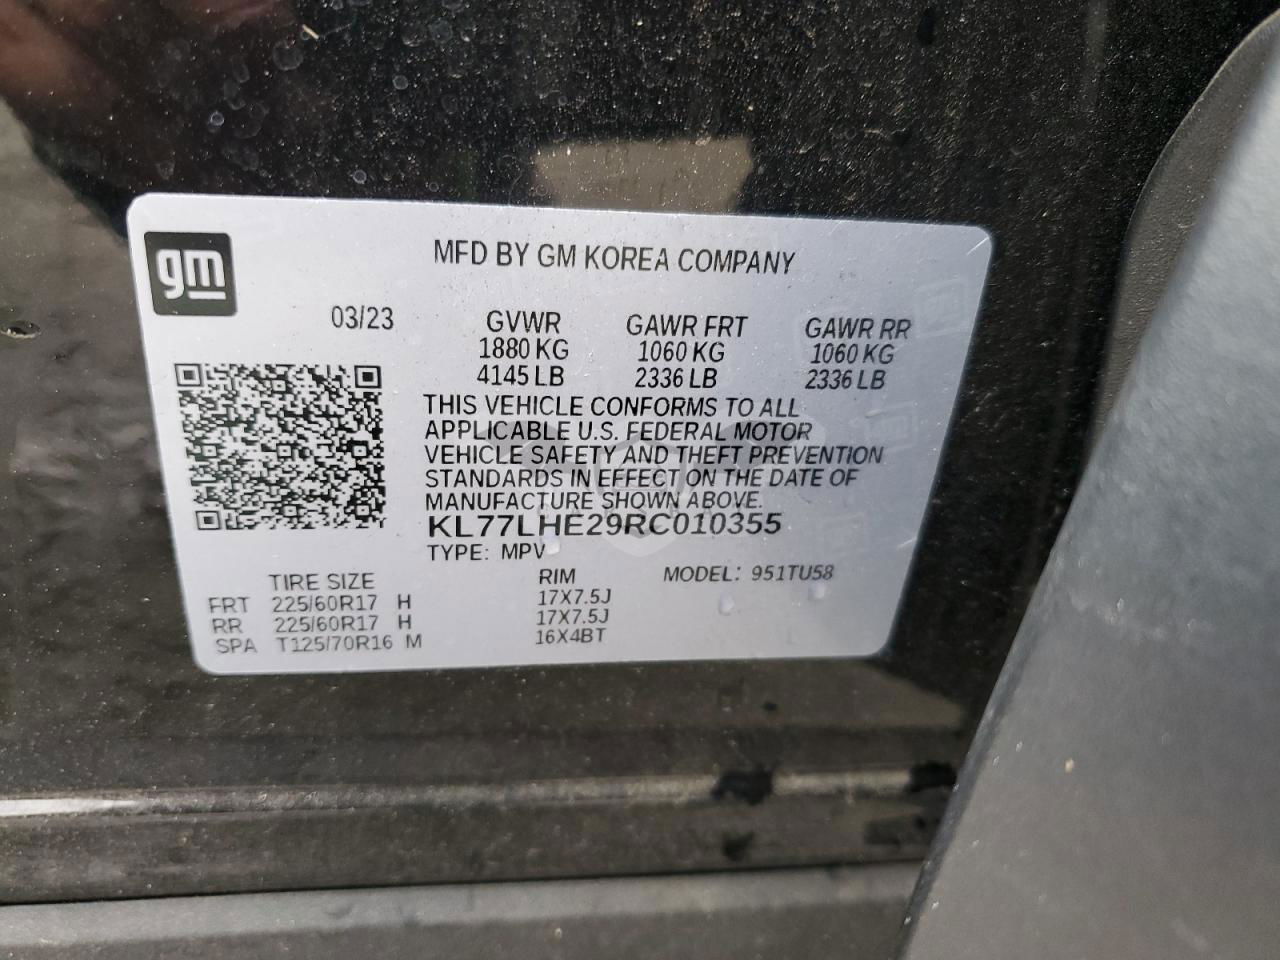 gm
MFD BY GM KOREA COMPANY
03/23 GVWR GAWR FRT GAWR RR
1880 KG 1060 KG 1060 KG
4145 LB 2336 LB 2336 LB
THIS VEHICLE CONFORMS TO ALL
APPLICABLE U.S. FEDERAL MOTOR
VEHICLE SAFETY AND THEFT PREVENTION
STANDARDS IN EFFECT ON THE DATE OF
MANUFACTURE SHOWN ABOVE.
KL77LHE29RC010355
TYPE: MPV
TIRE SIZE RIM MODEL: 951TU58
FRT 225/60R17 H 17X7.5J
RR 225/60R17 H 17X7.5J
SPA T125/70R16 M 16X4BT